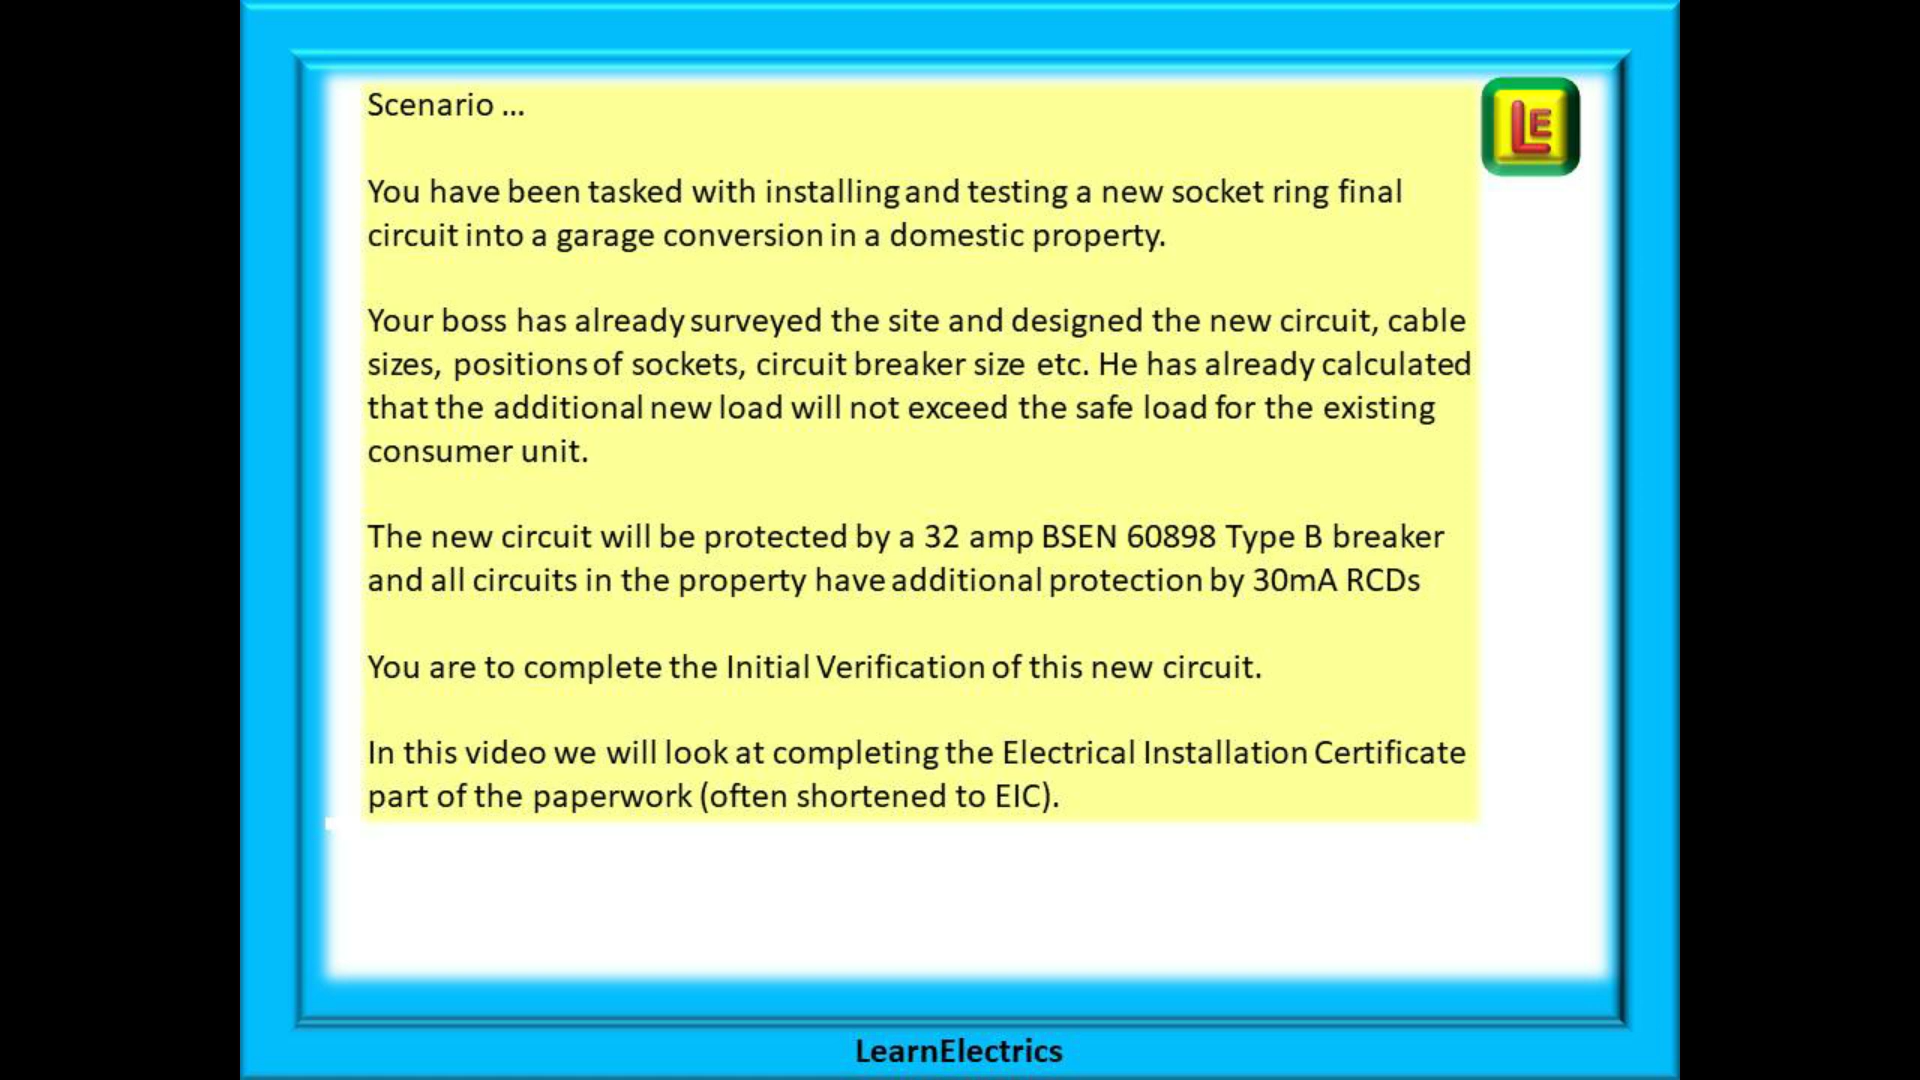 Scenario ...
LE
You have been tasked with installing and testing a new socket ring final
circuit into a garage conversion in a domestic property.
Your boss has already surveyed the site and designed the new circuit, cable
sizes, positions of sockets, circuit breaker size etc. He has already calculated
that the additional new load will not exceed the safe load for the existing
consumer unit.
The new circuit will be protected by a 32 amp BSEN 60898 Type B breaker
and all circuits in the property have additional protection by 30mA RCDs
You are to complete the Initial Verification of this new circuit.
In this video we will look at completing the Electrical Installation Certificate
part of the paperwork (often shortened to EIC).
LearnElectrics